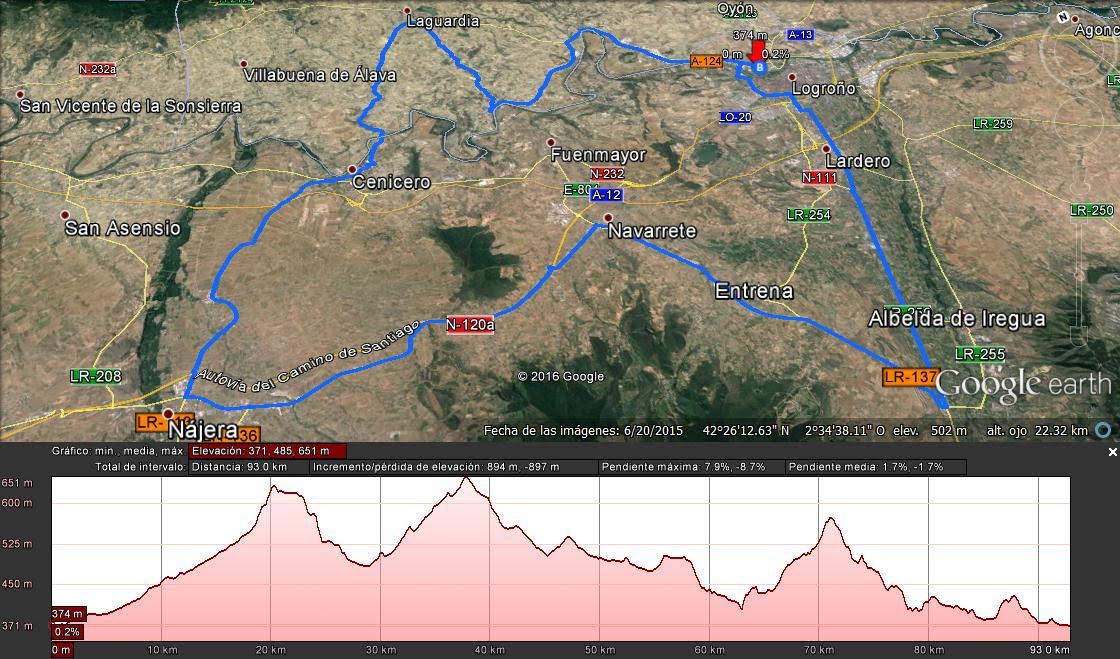 Oyón
A-2126
A-13
N
Agonc
Laguardia
374 m
0 m
0.2%
A-124
B
N-232a
Villabuena de Álava
San Vicente de la Sonsierra
Logroño
LO-20
LR-259
Fuenmayor
N-232
Lardero
N-111
Cenicero
E-804
A-12
LR-254
LR-250
San Asensio
Navarrete
Entrena
Albelda de Iregua
N-120a
Autovía del Camino de Santiago
LR-255
LR-208
© 2016 Google
LR-137
Google earth
LR-
Nájera
36
Fecha de las imágenes: 6/20/2015 42°26'12.63" N 2°34'38.11" O elev. 502 m alt. ojo 22.32 km
Gráfico: mín., media, máx Elevación: 371, 485, 651 m
Total de intervalo: Distancia: 93.0 km Incremento/pérdida de elevación: 894 m, -897 m Pendiente máxima: 7.9%, -8.7% Pendiente media: 1.7%, -1.7%
651 m
600 m
525 m
450 m
374 m
371 m
0.2%
0 m 10 km 20 km 30 km 40 km 50 km 60 km 70 km 80 km 93.0 km